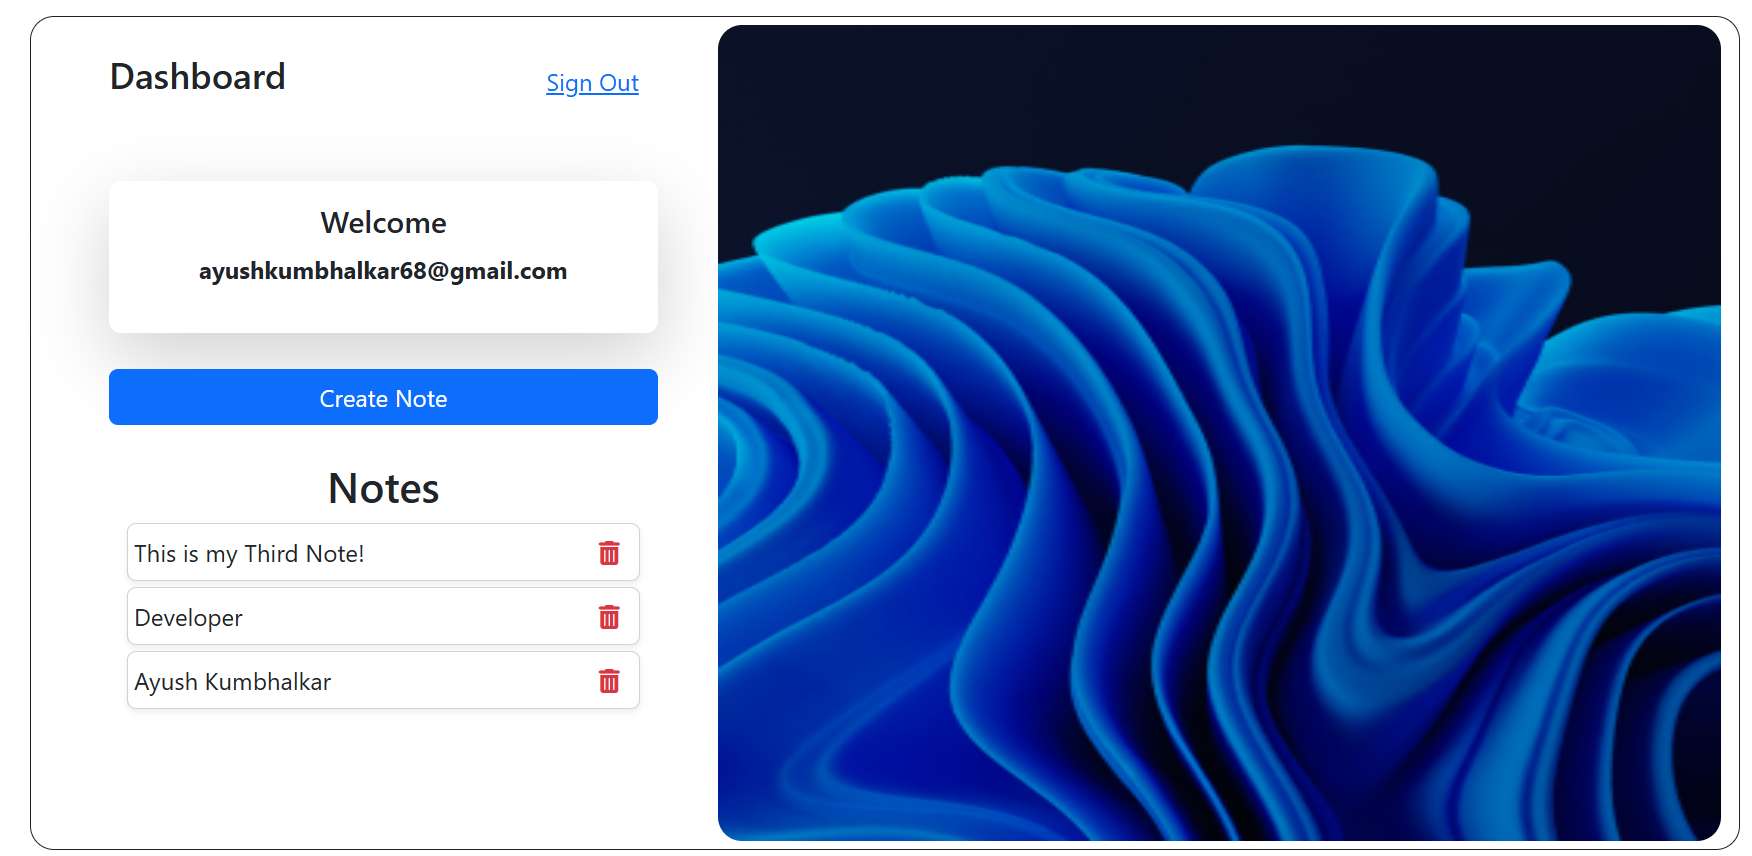 Dashboard
Sign Out
Welcome
ayushkumbhalkar68@gmail.com
Create Note
Notes
This is my Third Note!
Developer
Ayush Kumbhalkar